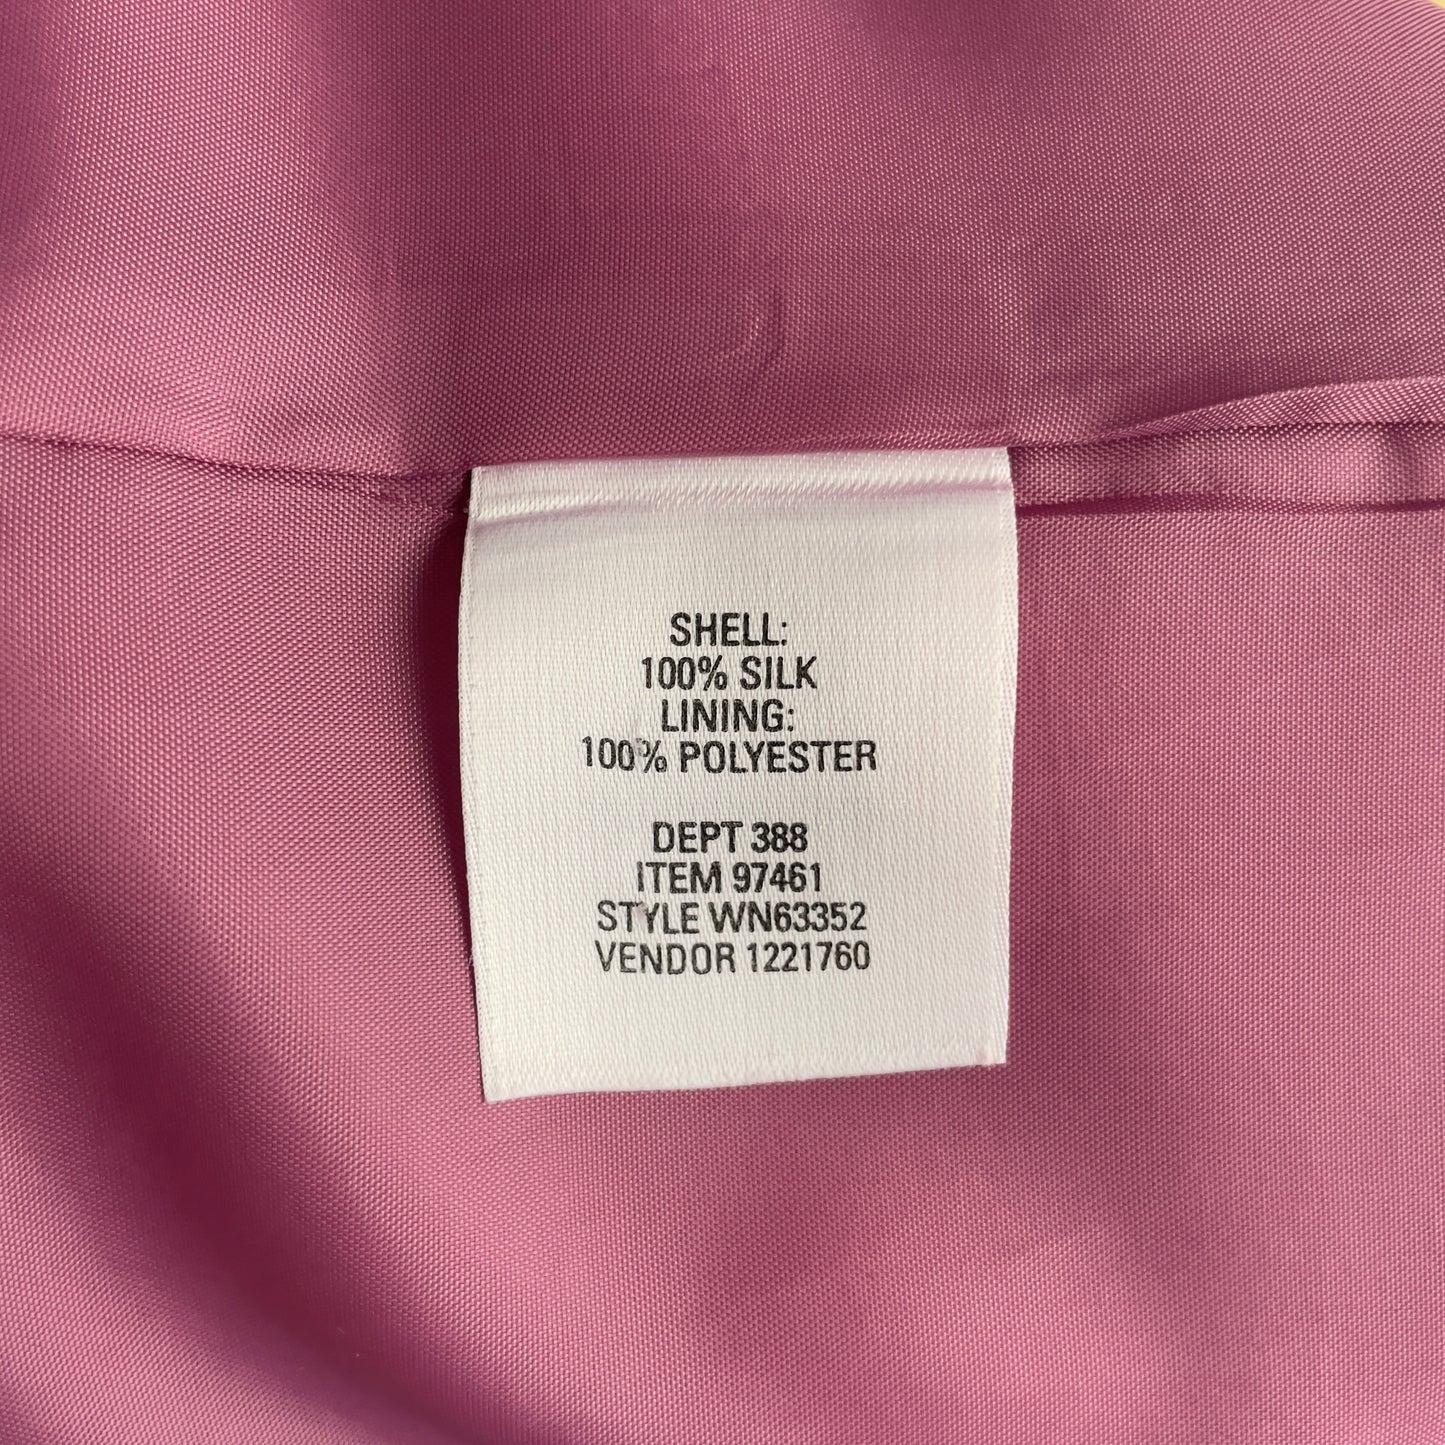 SHELL:
100% SILK
LINING:
100% POLYESTER
DEPT 388
ITEM 97461
STYLE WN63352
VENDOR 1221760